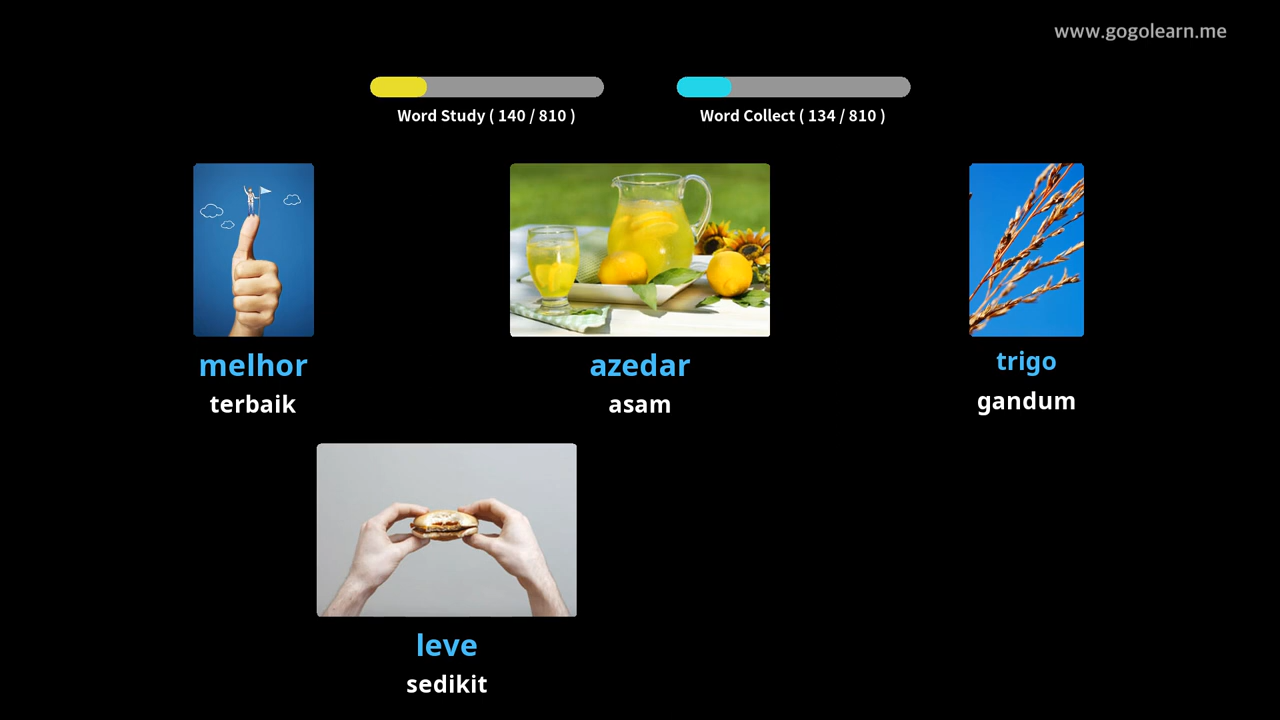 www.gogolearn.me
Word Study ( 140 / 810 )
Word Collect ( 134 / 810 )
melhor
terbaik
azedar
asam
trigo
gandum
leve
sedikit